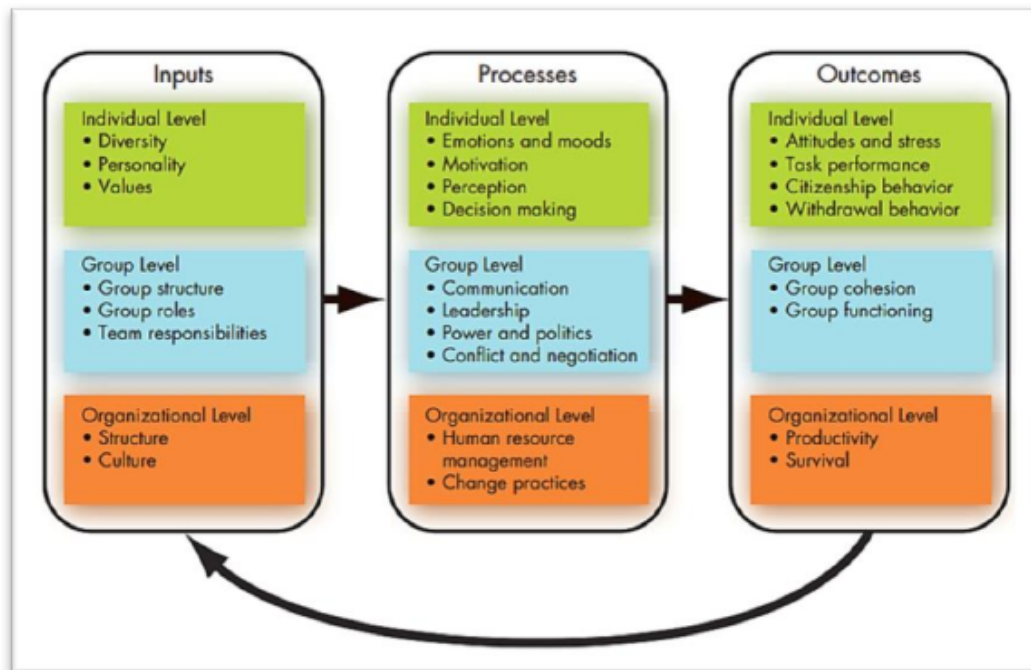 Inputs
Individual Level
• Diversity
• Personality
• Values
Group Level
• Group structure
• Group roles
• Team responsibilities
Organizational Level
• Structure
• Culture
Processes
Individual Level
• Emotions and moods
• Motivation
• Perception
• Decision making
Group Level
• Communication
• Leadership
• Power and politics
• Conflict and negotiation
Organizational Level
• Human resource
management
• Change practices
Outcomes
Individual Level
• Attitudes and stress
• Task performance
• Citizenship behavior
• Withdrawal behavior
Group Level
• Group cohesion
• Group functioning
Organizational Level
• Productivity
• Survival